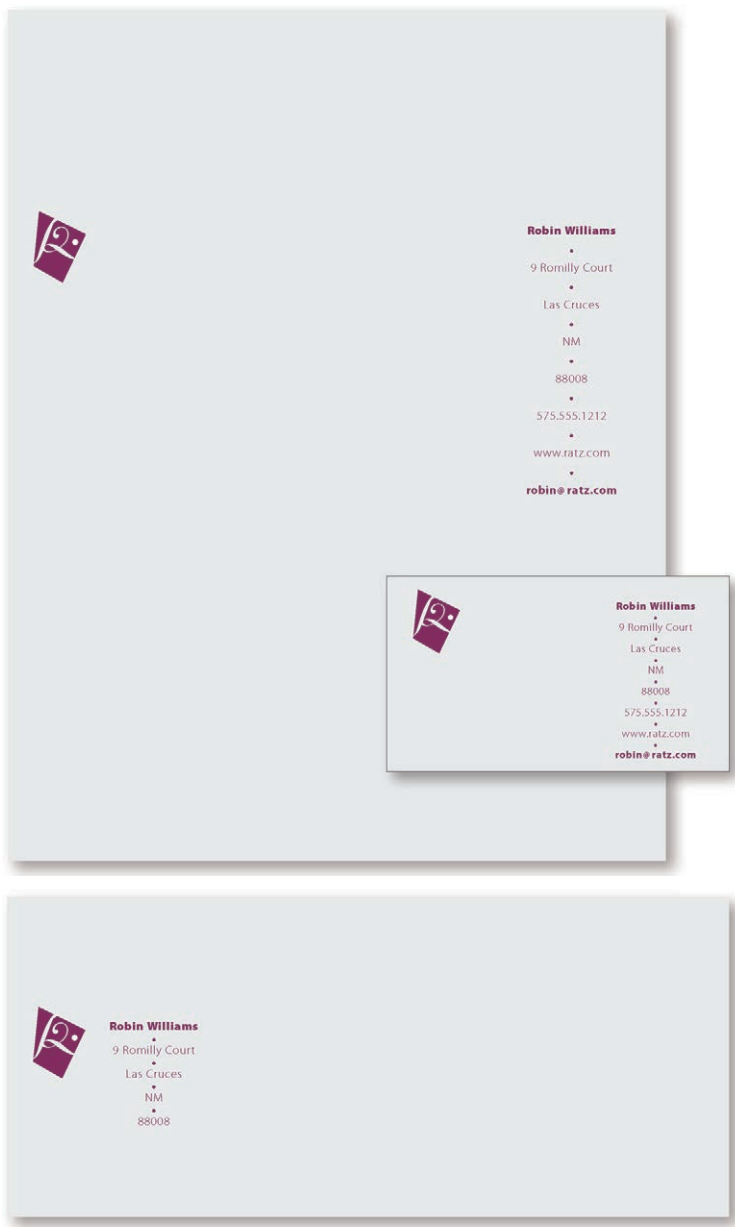 Robin Williams
•
9 Romilly Court
•
Las Cruces
•
NM
•
88008
•
575.555.1212
•
www.ratz.com
•
robin@ratz.com
Robin Williams
•
9 Romilly Court
•
Las Cruces
•
NM
•
88008
•
575.555.1212
•
www.ratz.com
•
robin@ratz.com
Robin Williams
•
9 Romilly Court
•
Las Cruces
•
NM
•
88008